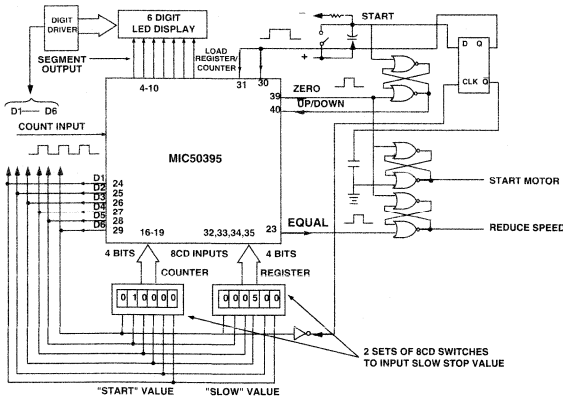 DIGIT
DRIVER
6 DIGIT
LED DISPLAY
SEGMENT
OUTPUT
LOAD
REGISTER/
COUNTER
−
START
+
D Q
CLK Q̅
4-10
31
30
39
ZERO
40
UP/DOWN
D1 D6
COUNT INPUT
MIC50395
D1
24
D2
25
D3
26
D4
27
D5
28
D6
29
16-19
32,33,34,35
23
EQUAL
START MOTOR
REDUCE SPEED
4 BITS
8CD INPUTS
4 BITS
COUNTER
REGISTER
0 1 0 0 0 0
0 0 0 5 0 0
2 SETS OF 8CD SWITCHES
TO INPUT SLOW STOP VALUE
"START" VALUE
"SLOW" VALUE